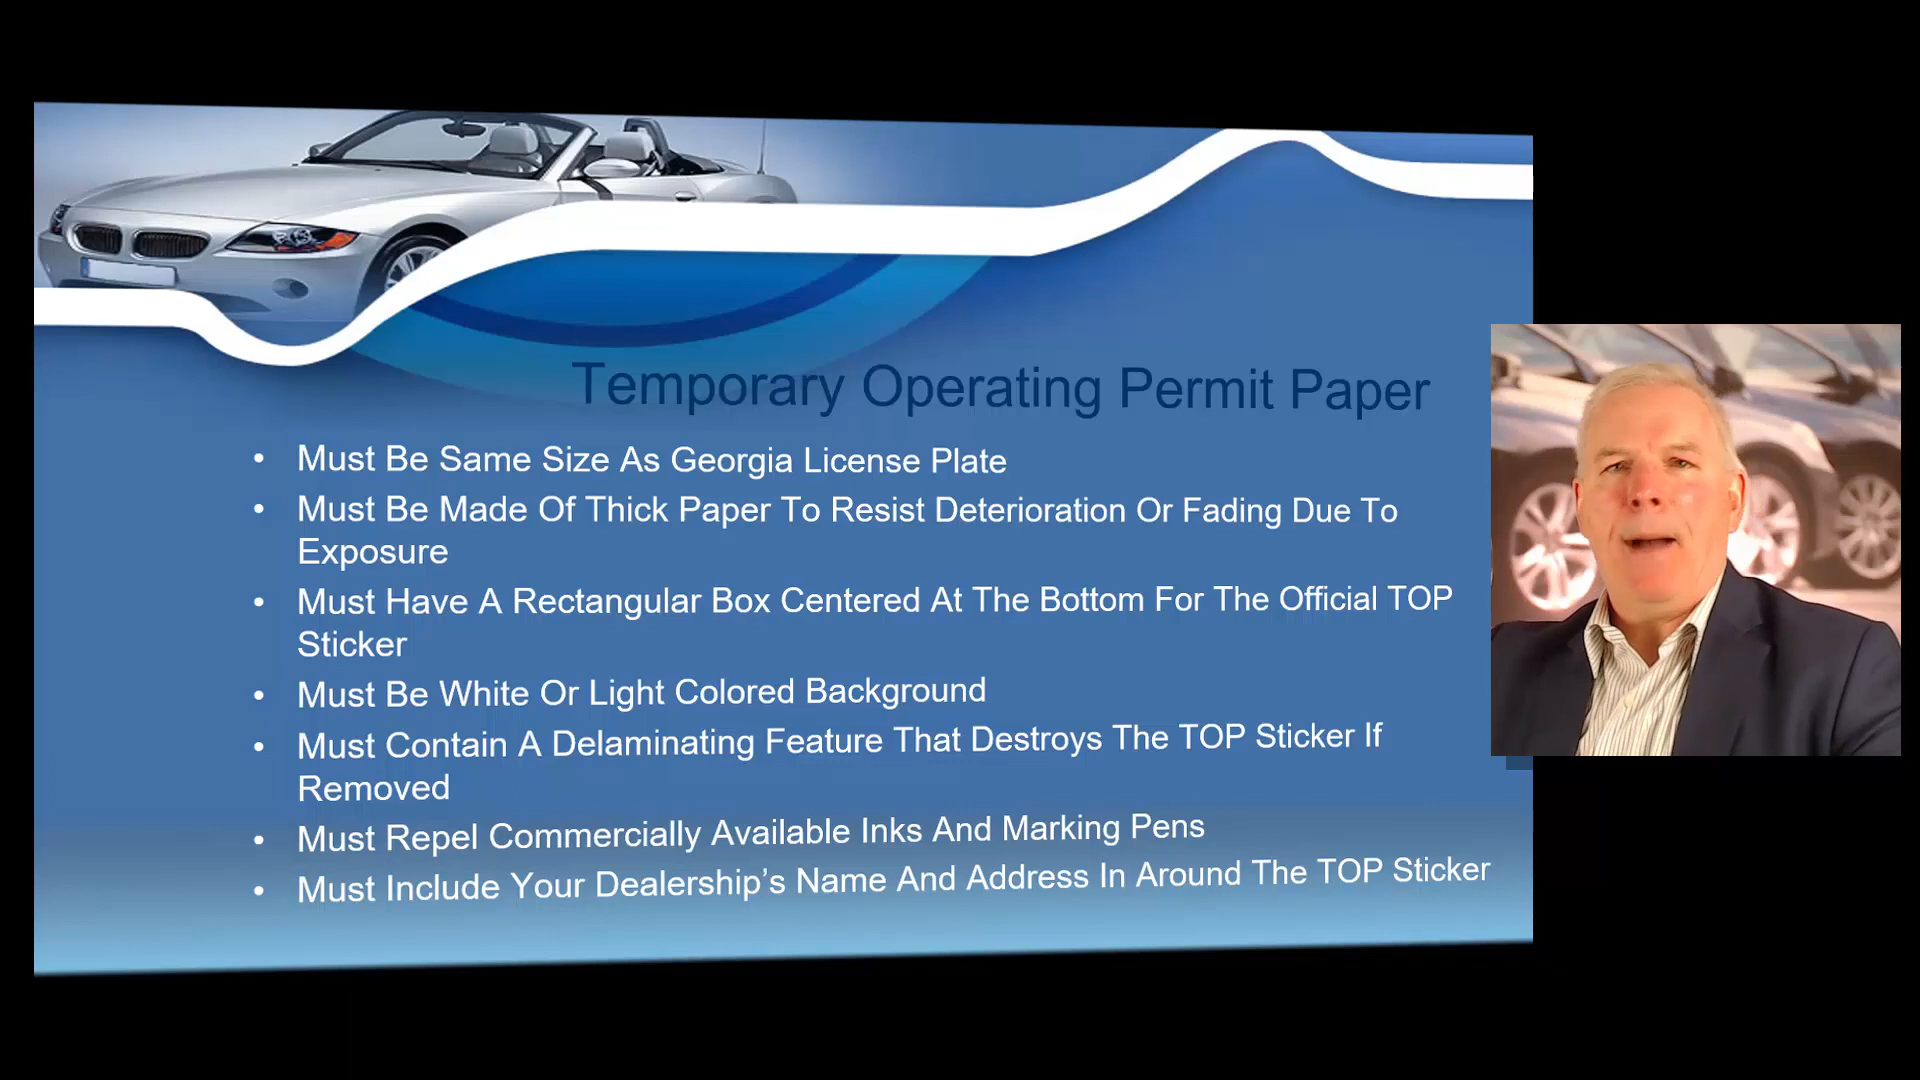 Temporary Operating Permit Paper
• Must Be Same Size As Georgia License Plate
• Must Be Made Of Thick Paper To Resist Deterioration Or Fading Due To
Exposure
• Must Have A Rectangular Box Centered At The Bottom For The Official TOP
Sticker
• Must Be White Or Light Colored Background
• Must Contain A Delaminating Feature That Destroys The TOP Sticker If
Removed
• Must Repel Commercially Available Inks And Marking Pens
• Must Include Your Dealership’s Name And Address In Around The TOP Sticker